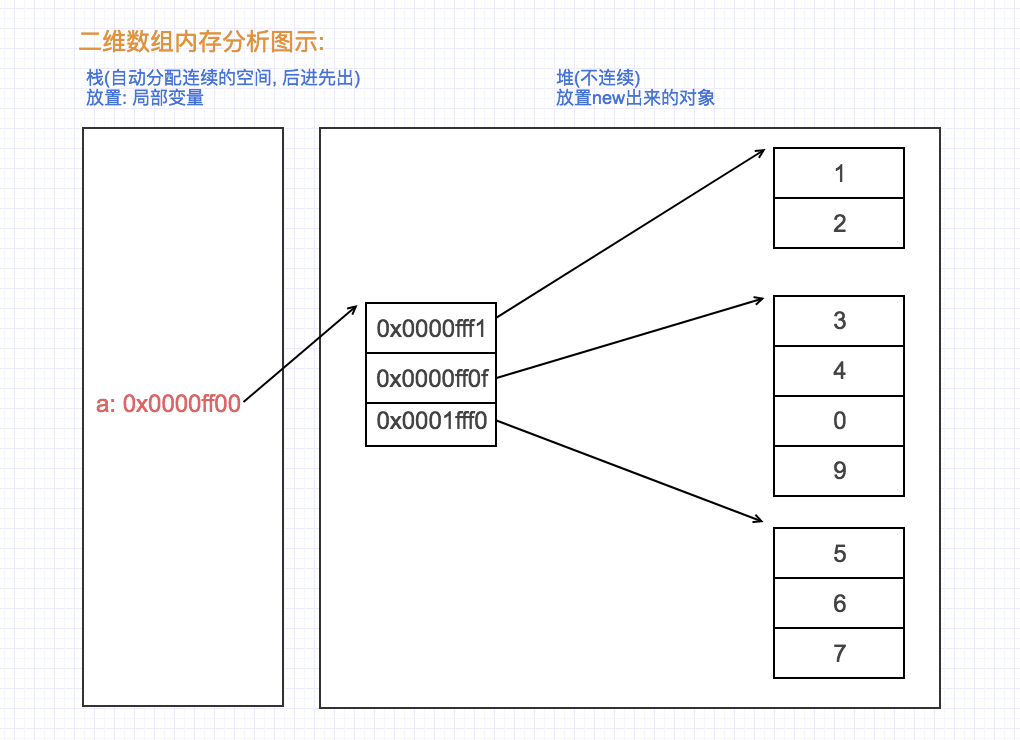 二维数组内存分析图示:
栈(自动分配连续的空间, 后进先出)
放置: 局部变量
堆(不连续)
放置new出来的对象
a: 0x0000ff00
0x0000fff1
0x0000ff0f
0x0001fff0
1
2
3
4
0
9
5
6
7